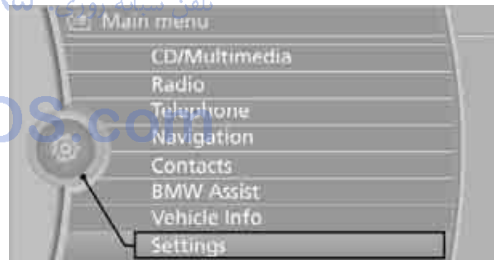 Main menu
CD/Multimedia
Radio
Telephone
Navigation
Contacts
BMW Assist
Vehicle Info
Settings